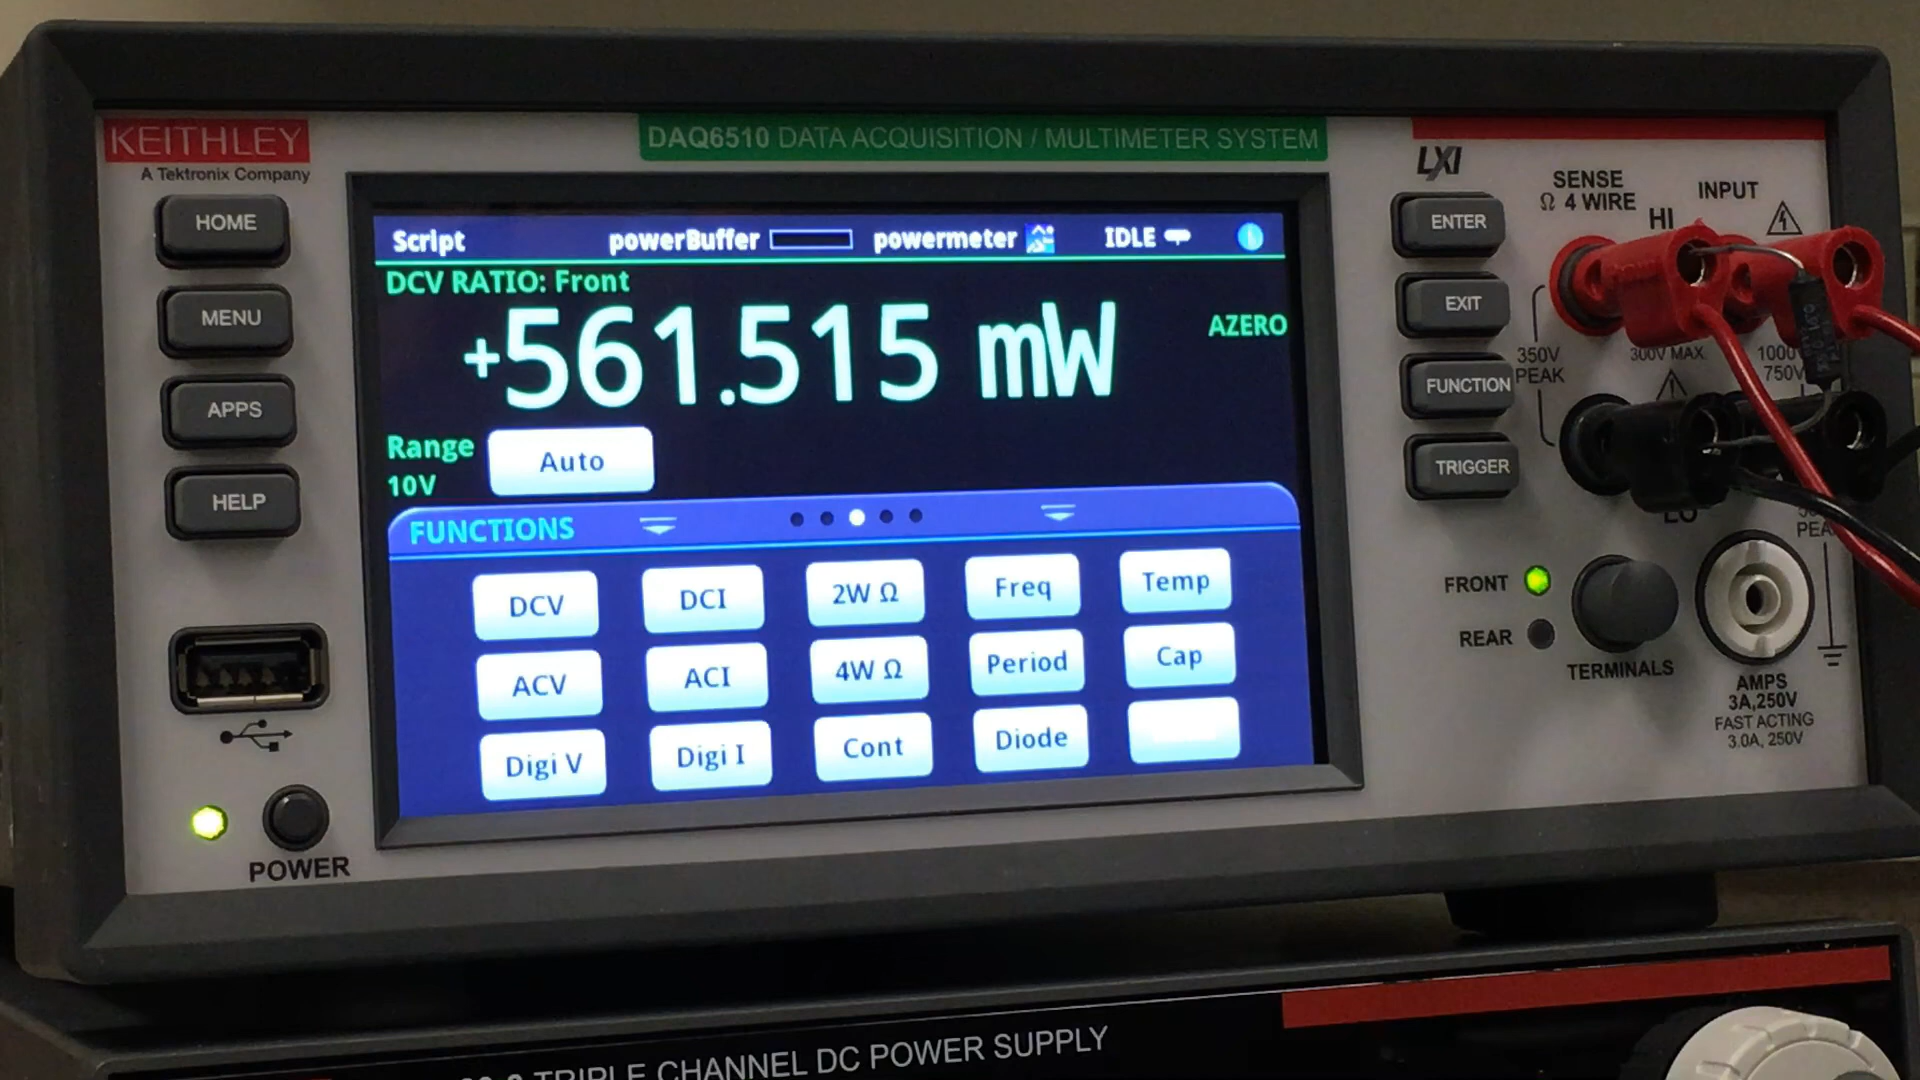 KEITHLEY
A Tektronix Company
DAQ6510 DATA ACQUISITION / MULTIMETER SYSTEM
LXI
HOME
MENU
APPS
HELP
POWER
Script powerBuffer powermeter IDLE
DCV RATIO: Front
+561.515 mW
AZERO
Range
10V
Auto
FUNCTIONS
DCV DCI 2W Ω Freq Temp
ACV ACI 4W Ω Period Cap
Digi V Digi I Cont Diode
ENTER
EXIT
FUNCTION
TRIGGER
SENSE
Ω 4 WIRE
INPUT
HI
350V
PEAK
300V MAX
1000V
750V
LO
PEAK
FRONT
REAR
TERMINALS
AMPS
3A,250V
FAST ACTING
3.0A, 250V
TRIPLE CHANNEL DC POWER SUPPLY